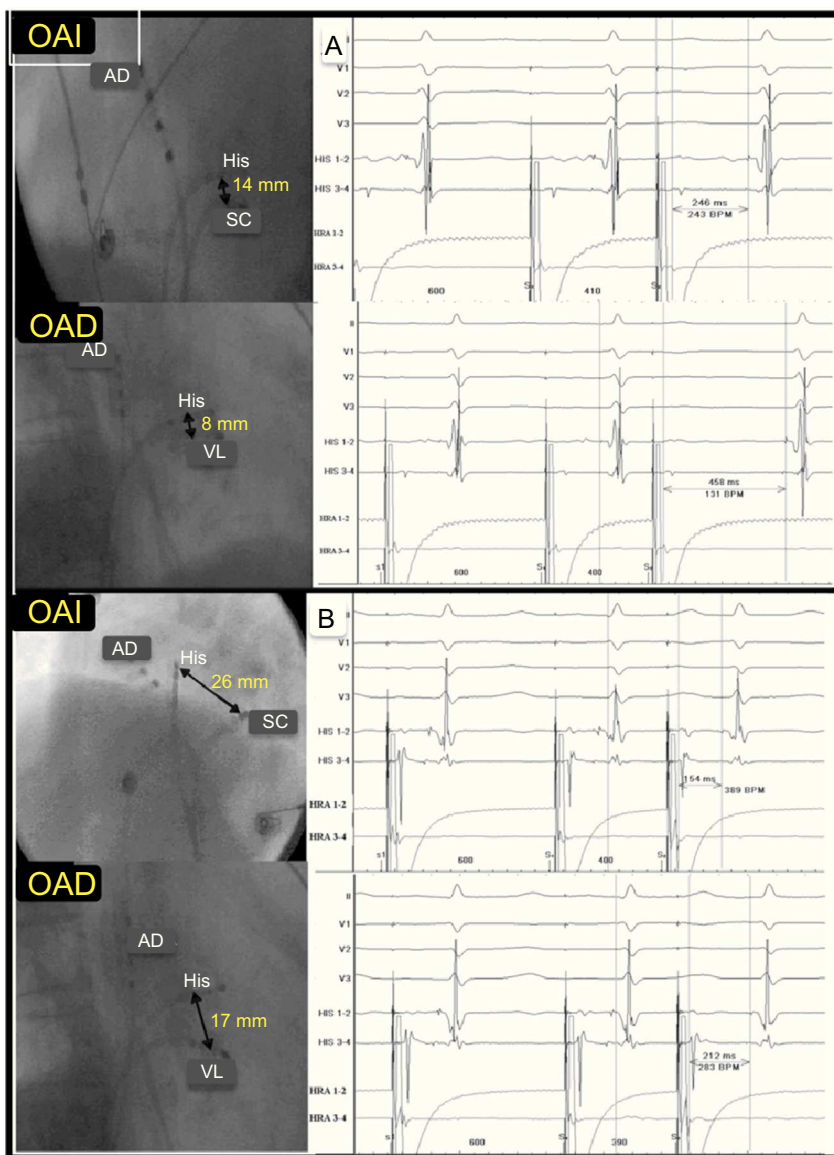 OAI
AD
His
14 mm
SC
A
II
V1
V2
V3
HIS 1-2
HIS 3-4
HRA 1-2
HRA 3-4
246 ms
243 BPM
600
S
410
S
OAD
AD
His
8 mm
VL
II
V1
V2
V3
HIS 1-2
HIS 3-4
HRA 1-2
HRA 3-4
458 ms
131 BPM
s1
600
S
400
S
OAI
AD
His
26 mm
SC
B
II
V1
V2
V3
HIS 1-2
HIS 3-4
HRA 1-2
HRA 3-4
154 ms
389 BPM
s1
600
S
400
S
OAD
AD
His
17 mm
VL
II
V1
V2
V3
HIS 1-2
HIS 3-4
HRA 1-2
HRA 3-4
212 ms
283 BPM
s1
600
S
390
S